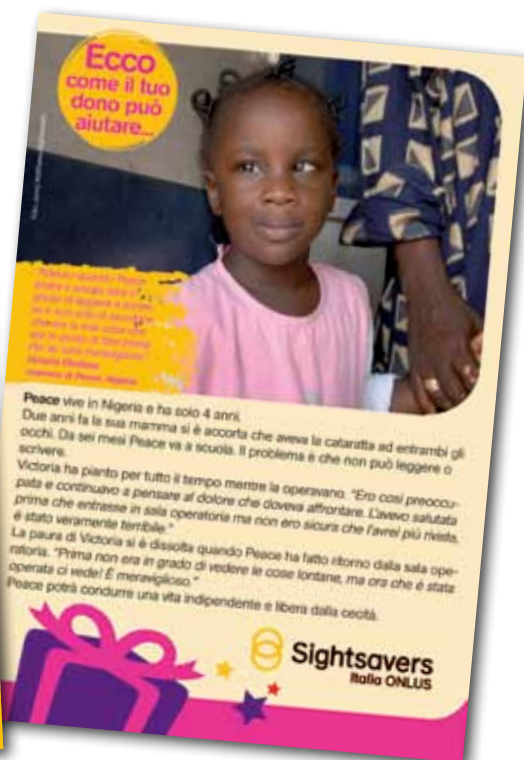 Ecco
come il tuo
dono può
aiutare...
mamma di Peace, Nigeria
Peace vive in Nigeria e ha solo 4 anni.
Due anni fa la sua mamma si è accorta che aveva la cataratta ad entrambi gli
occhi. Da sei mesi Peace va a scuola. Il problema è che non può leggere o
scrivere.
Victoria ha pianto per tutto il tempo mentre la operavano. "Ero così preoccu-
pata e continuavo a pensare al dolore che doveva affrontare. L'avevo salutata
prima che entrasse in sala operatoria ma non ero sicura che l'avrei più rivista,
è stato veramente terribile."
La paura di Victoria si è dissolta quando Peace ha fatto ritorno dalla sala ope-
ratoria. "Prima non era in grado di vedere le cose lontane, ma ora che è stata
operata ci vede! È meraviglioso."
Peace potrà condurre una vita indipendente e libera dalla cecità.
Sightsavers
Italia ONLUS